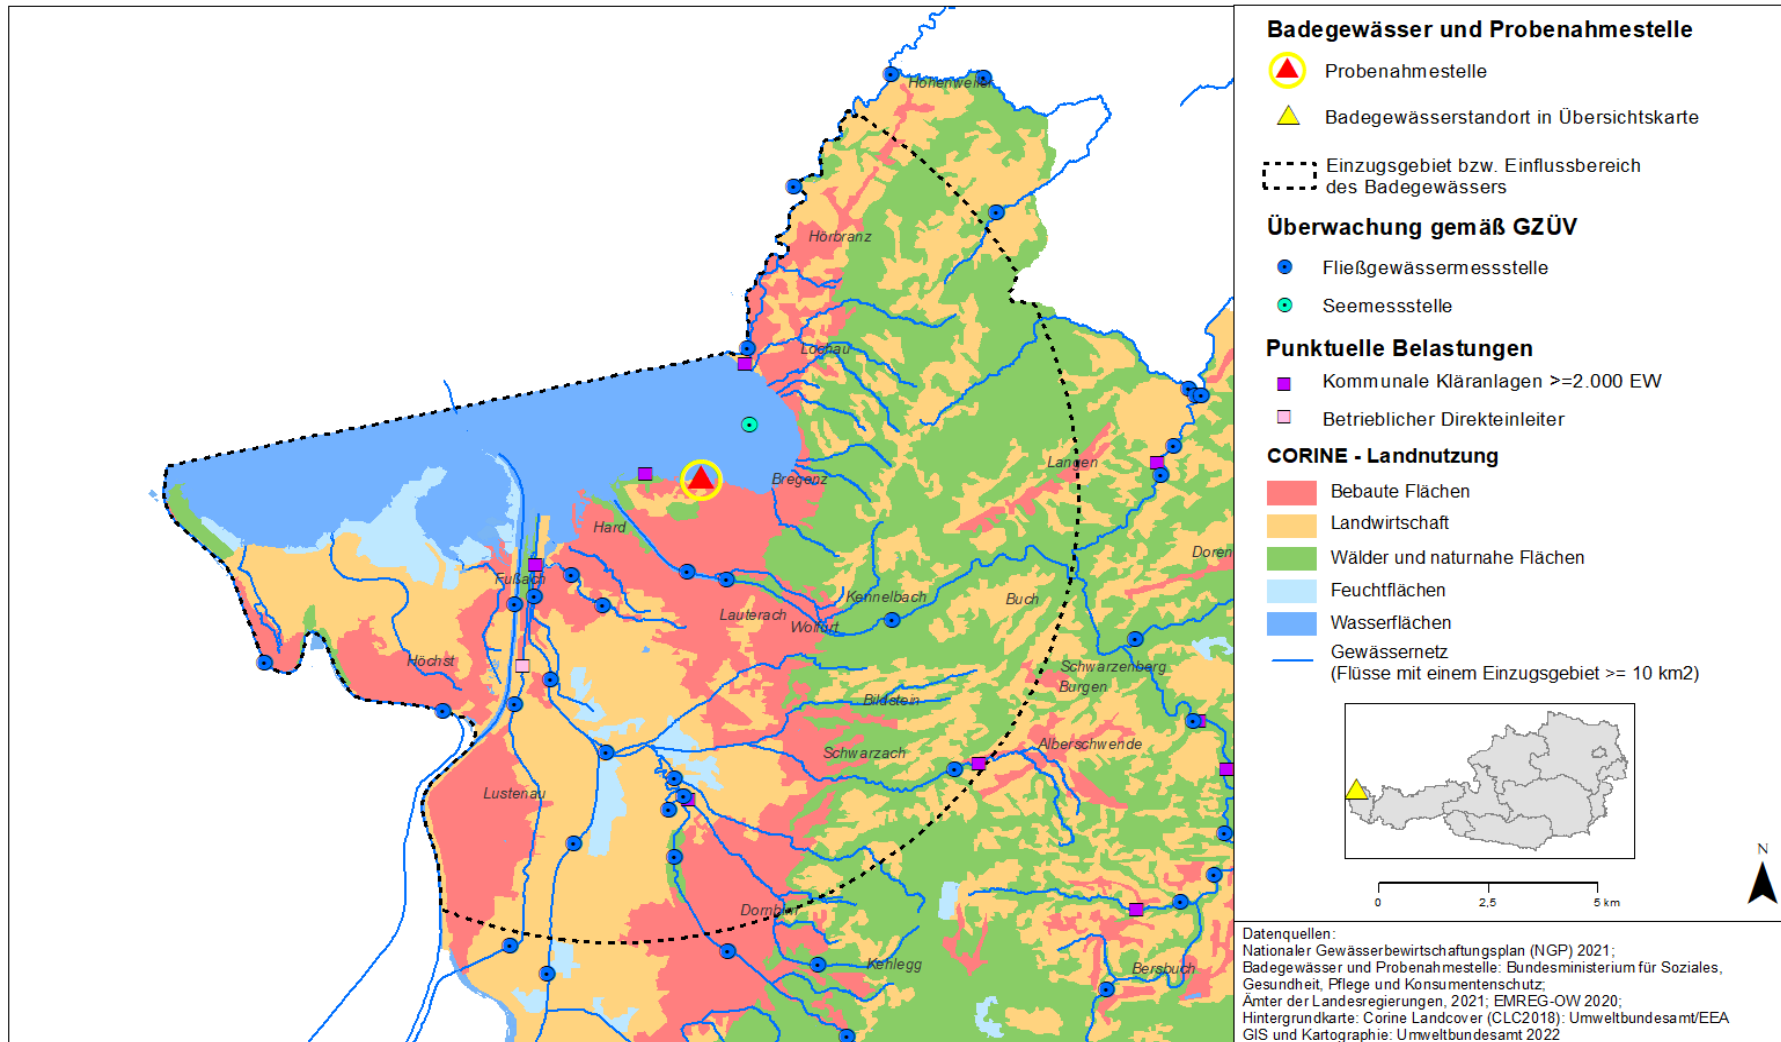 Hohenweiler
Hörbranz
Lochau
Langen
Bregenz
Hard
Doren
Fußach
Kennelbach
Buch
Lauterach
Wolfurt
Höchst
Schwarzenberg
Burgen
Bildstein
Alberschwende
Schwarzach
Lustenau
Dornbirn
Kehlegg
Bersbuch
Badegewässer und Probenahmestelle
Probenahmestelle
Badegewässerstandort in Übersichtskarte
Einzugsgebiet bzw. Einflussbereich
des Badegewässers
Überwachung gemäß GZÜV
Fließgewässermessstelle
Seemessstelle
Punktuelle Belastungen
Kommunale Kläranlagen >=2.000 EW
Betrieblicher Direkteinleiter
CORINE - Landnutzung
Bebaute Flächen
Landwirtschaft
Wälder und naturnahe Flächen
Feuchtflächen
Wasserflächen
Gewässernetz
(Flüsse mit einem Einzugsgebiet >= 10 km2)
N
0 2,5 5 km
Datenquellen:
Nationaler Gewässerbewirtschaftungsplan (NGP) 2021;
Badegewässer und Probenahmestelle: Bundesministerium für Soziales,
Gesundheit, Pflege und Konsumentenschutz;
Ämter der Landesregierungen, 2021; EMREG-OW 2020;
Hintergrundkarte: Corine Landcover (CLC2018): Umweltbundesamt/EEA
GIS und Kartographie: Umweltbundesamt 2022